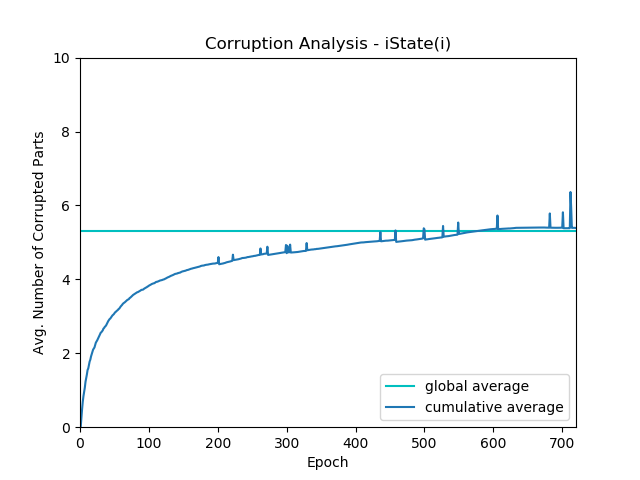 Corruption Analysis - iState(i)
Avg. Number of Corrupted Parts
10
8
6
4
2
0
0 100 200 300 400 500 600 700
Epoch
global average
cumulative average